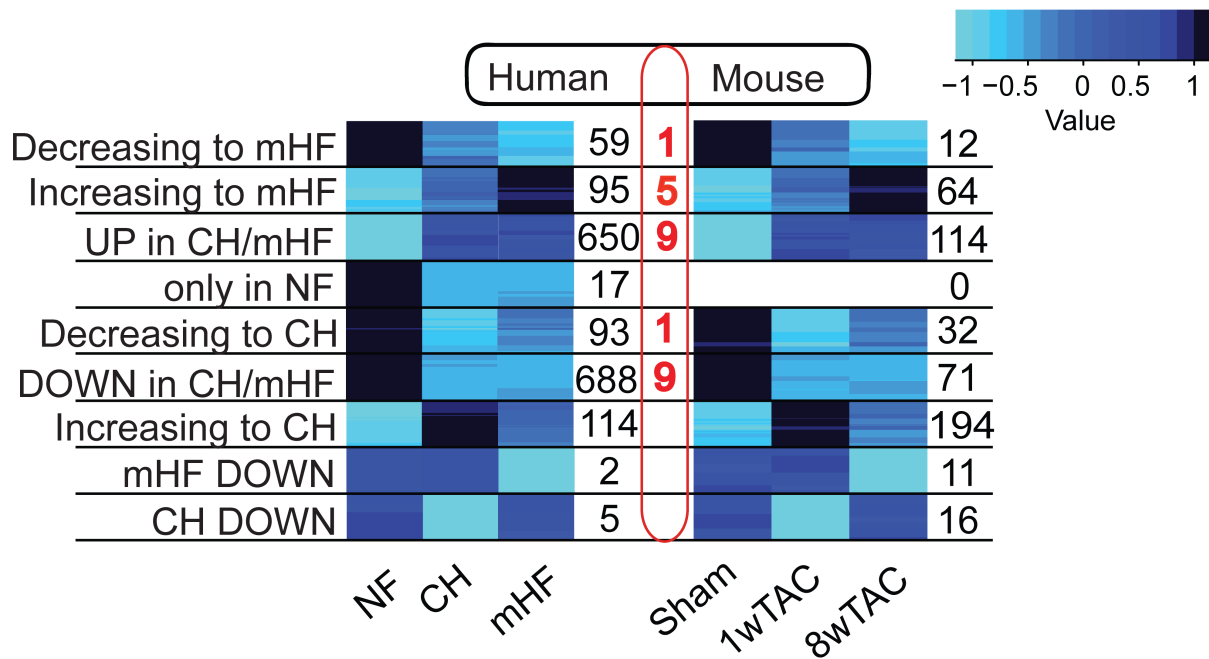 Human Mouse
−1 −0.5 0 0.5 1
Value
Decreasing to mHF 59 1 12
Increasing to mHF 95 5 64
UP in CH/mHF 650 9 114
only in NF 17 0
Decreasing to CH 93 1 32
DOWN in CH/mHF 688 9 71
Increasing to CH 114 194
mHF DOWN 2 11
CH DOWN 5 16
NF CH mHF Sham 1wTAC 8wTAC